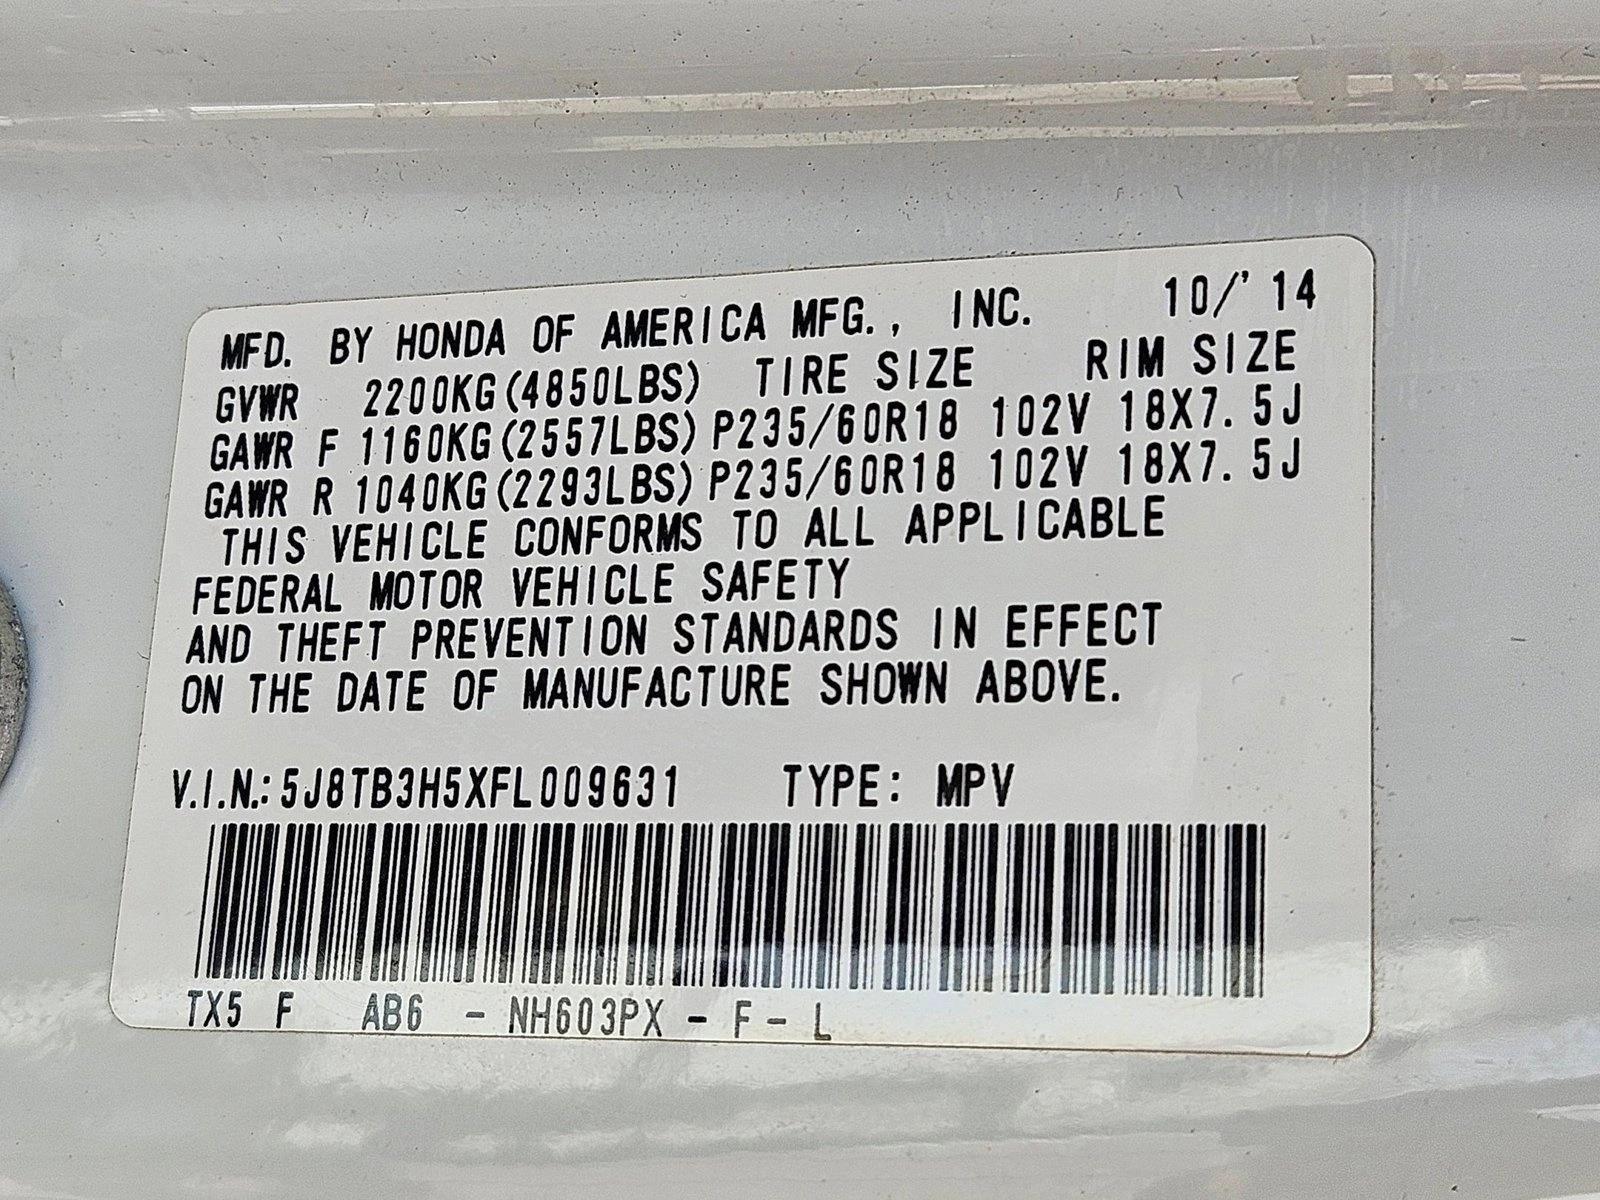 MFD. BY HONDA OF AMERICA MFG., INC. 10/'14
GVWR 2200KG(4850LBS) TIRE SIZE RIM SIZE
GAWR F 1160KG(2557LBS) P235/60R18 102V 18X7.5J
GAWR R 1040KG(2293LBS) P235/60R18 102V 18X7.5J
THIS VEHICLE CONFORMS TO ALL APPLICABLE
FEDERAL MOTOR VEHICLE SAFETY
AND THEFT PREVENTION STANDARDS IN EFFECT
ON THE DATE OF MANUFACTURE SHOWN ABOVE.
V.I.N.: 5J8TB3H5XFL009631 TYPE: MPV
TX5 F AB6 - NH603PX - F - L